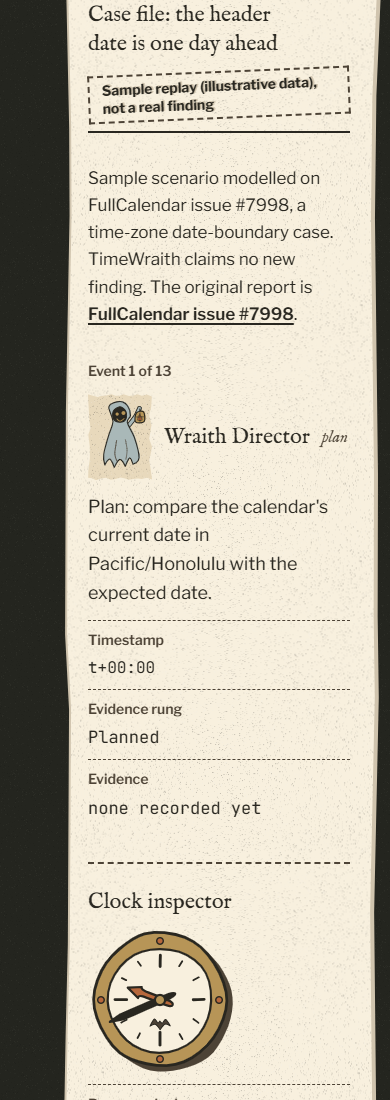 Case file: the header
date is one day ahead
Sample replay (illustrative data),
not a real finding
Sample scenario modelled on
FullCalendar issue #7998, a
time-zone date-boundary case.
TimeWraith claims no new
finding. The original report is
FullCalendar issue #7998.
Event 1 of 13
Wraith Director plan
Plan: compare the calendar's
current date in
Pacific/Honolulu with the
expected date.
Timestamp
t+00:00
Evidence rung
Planned
Evidence
none recorded yet
Clock inspector